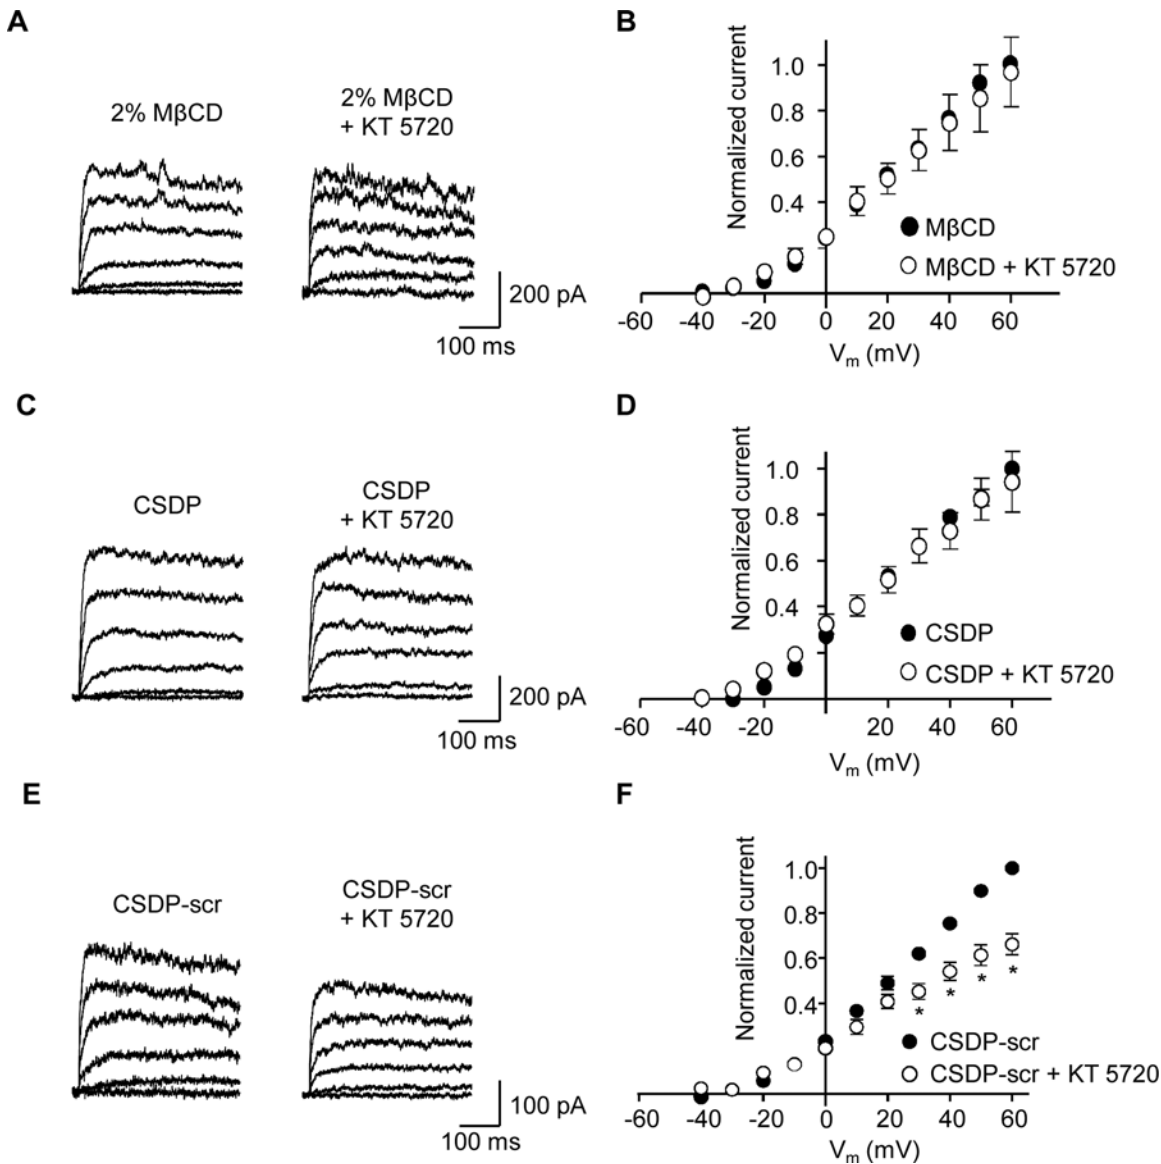 A
2% MβCD
2% MβCD
+ KT 5720
200 pA
100 ms
B
Normalized current
1.0
0.8
0.6
0.4
MβCD
MβCD + KT 5720
-60 -40 -20 0 20 40 60
Vm (mV)
C
CSDP
CSDP
+ KT 5720
200 pA
100 ms
D
Normalized current
1.0
0.8
0.6
0.4
CSDP
CSDP + KT 5720
-60 -40 -20 20 40 60
Vm (mV)
E
CSDP-scr
CSDP-scr
+ KT 5720
100 pA
100 ms
F
Normalized current
1.0
0.8
0.6
0.4
* * * *
CSDP-scr
CSDP-scr + KT 5720
-60 -40 -20 0 20 40 60
Vm (mV)